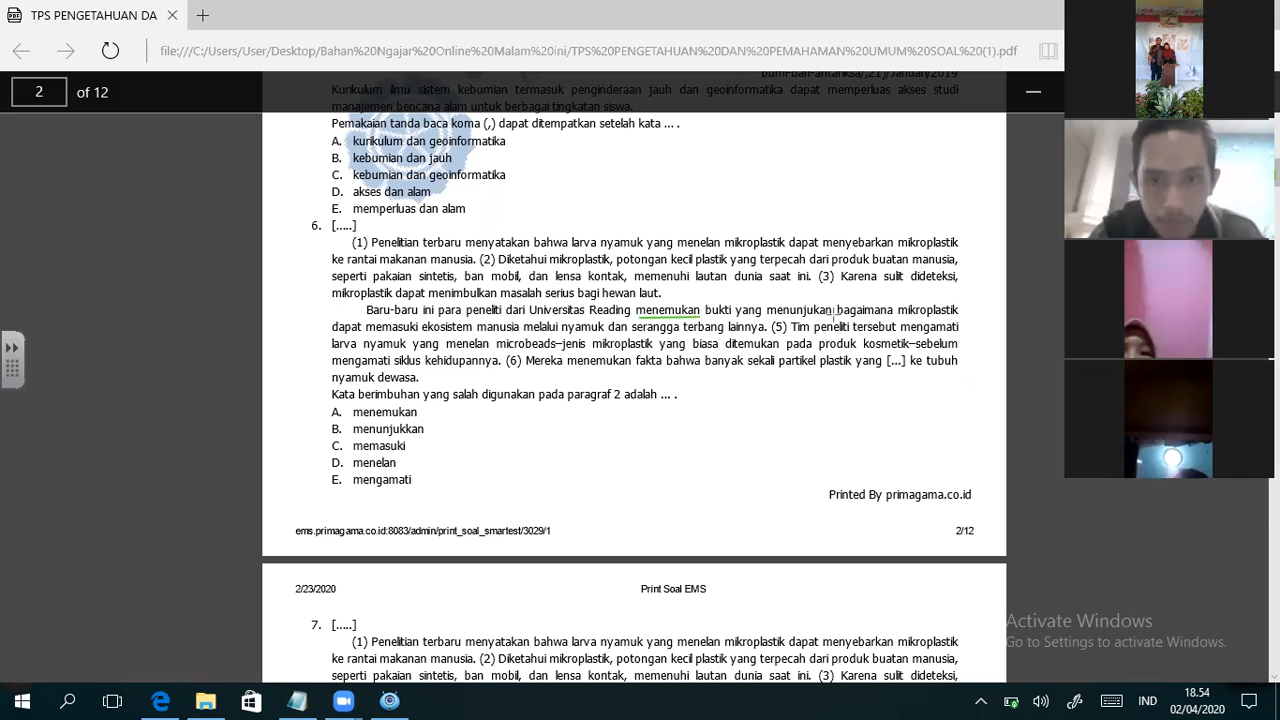 TPS PENGETAHUAN DA
file:///C:/Users/User/Desktop/Bahan%20Ngajar%20Online%20Malam%20ini/TPS%20PENGETAHUAN%20DAN%20PEMAHAMAN%20UMUM%20SOAL%20(1).pdf
2 of 12
Kurikulum ilmu sistem kebumian termasuk penginderaan jauh dan geoinformatika dapat memperluas akses studi
manajemen bencana alam untuk berbagai tingkatan siswa.
Pemakaian tanda baca koma (,) dapat ditempatkan setelah kata ... .
A. kurikulum dan geoinformatika
B. kebumian dan jauh
C. kebumian dan geoinformatika
D. akses dan alam
E. memperluas dan alam
6. [.....]
(1) Penelitian terbaru menyatakan bahwa larva nyamuk yang menelan mikroplastik dapat menyebarkan mikroplastik
ke rantai makanan manusia. (2) Diketahui mikroplastik, potongan kecil plastik yang terpecah dari produk buatan manusia,
seperti pakaian sintetis, ban mobil, dan lensa kontak, memenuhi lautan dunia saat ini. (3) Karena sulit dideteksi,
mikroplastik dapat menimbulkan masalah serius bagi hewan laut.
Baru-baru ini para peneliti dari Universitas Reading menemukan bukti yang menunjukan bagaimana mikroplastik
dapat memasuki ekosistem manusia melalui nyamuk dan serangga terbang lainnya. (5) Tim peneliti tersebut mengamati
larva nyamuk yang menelan microbeads–jenis mikroplastik yang biasa ditemukan pada produk kosmetik–sebelum
mengamati siklus kehidupannya. (6) Mereka menemukan fakta bahwa banyak sekali partikel plastik yang [...] ke tubuh
nyamuk dewasa.
Kata berimbuhan yang salah digunakan pada paragraf 2 adalah ... .
A. menemukan
B. menunjukkan
C. memasuki
D. menelan
E. mengamati
Printed By primagama.co.id
ems.primagama.co.id:8083/admin/print_soal_smartest/3029/1 2/12
2/23/2020 Print Soal EMS
7. [.....]
(1) Penelitian terbaru menyatakan bahwa larva nyamuk yang menelan mikroplastik dapat menyebarkan mikroplastik
ke rantai makanan manusia. (2) Diketahui mikroplastik, potongan kecil plastik yang terpecah dari produk buatan manusia,
seperti pakaian sintetis, ban mobil, dan lensa kontak, memenuhi lautan dunia saat ini. (3) Karena sulit dideteksi,
Activate Windows
Go to Settings to activate Windows.
IND
18.54
02/04/2020